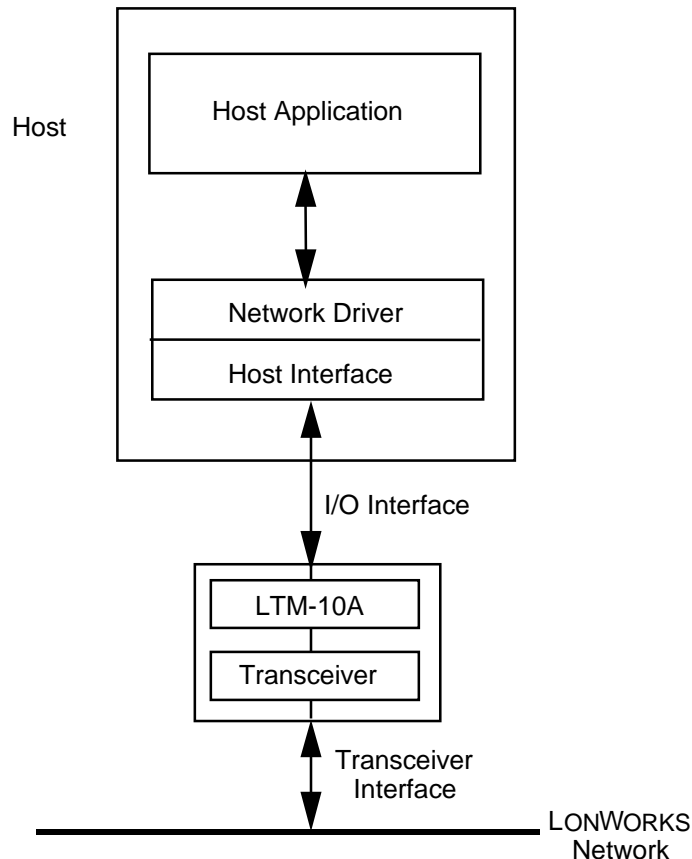 Host Application
Host
Network Driver
Host Interface
I/O Interface
LTM-10A
Transceiver
Transceiver
Interface
LONWORKS
Network